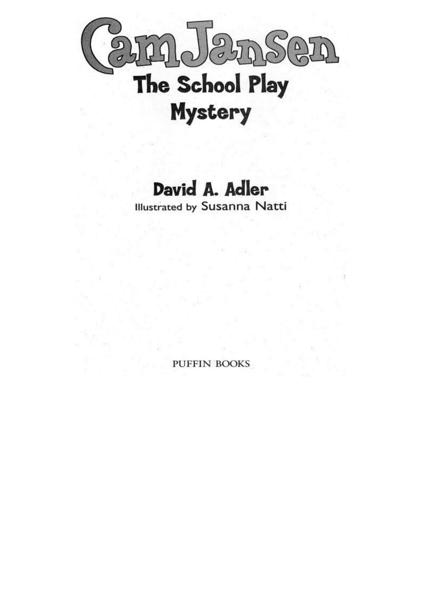 Cam Jansen
The School Play
Mystery
David A. Adler
Illustrated by Susanna Natti
PUFFIN BOOKS